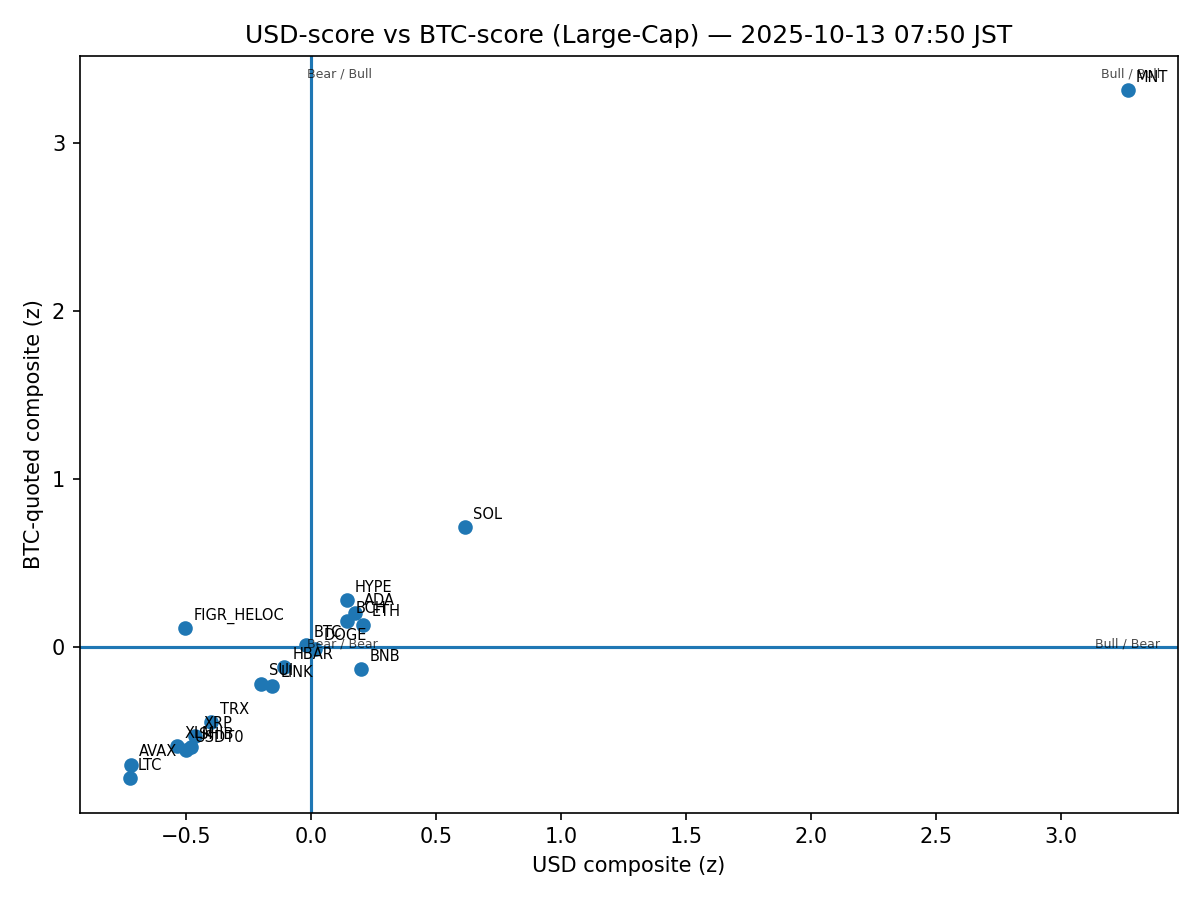 USD-score vs BTC-score (Large-Cap) — 2025-10-13 07:50 JST
Bear / Bull
Bull / Bull
MNT
3
2
BTC-quoted composite (z)
1
SOL
HYPE
ADA
BCH
ETH
FIGR_HELOC
BTC
DOGE
0
Bear / Bear
Bull / Bear
HBAR
BNB
SUI
LINK
TRX
XRP
XLM
SHIB
USDT0
AVAX
LTC
−0.5
0.0
0.5
1.0
1.5
2.0
2.5
3.0
USD composite (z)